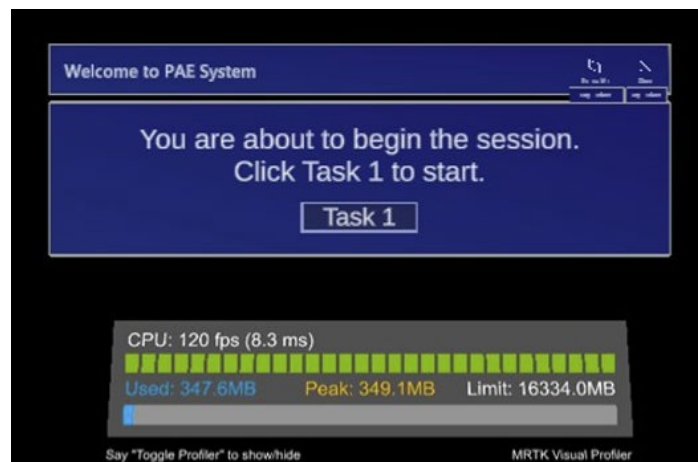 Welcome to PAE System
You are about to begin the session.
Click Task 1 to start.
Task 1
CPU: 120 fps (8.3 ms)
Used: 347.6MB Peak: 349.1MB Limit: 16334.0MB
Say "Toggle Profiler" to show/hide MRTK Visual Profiler